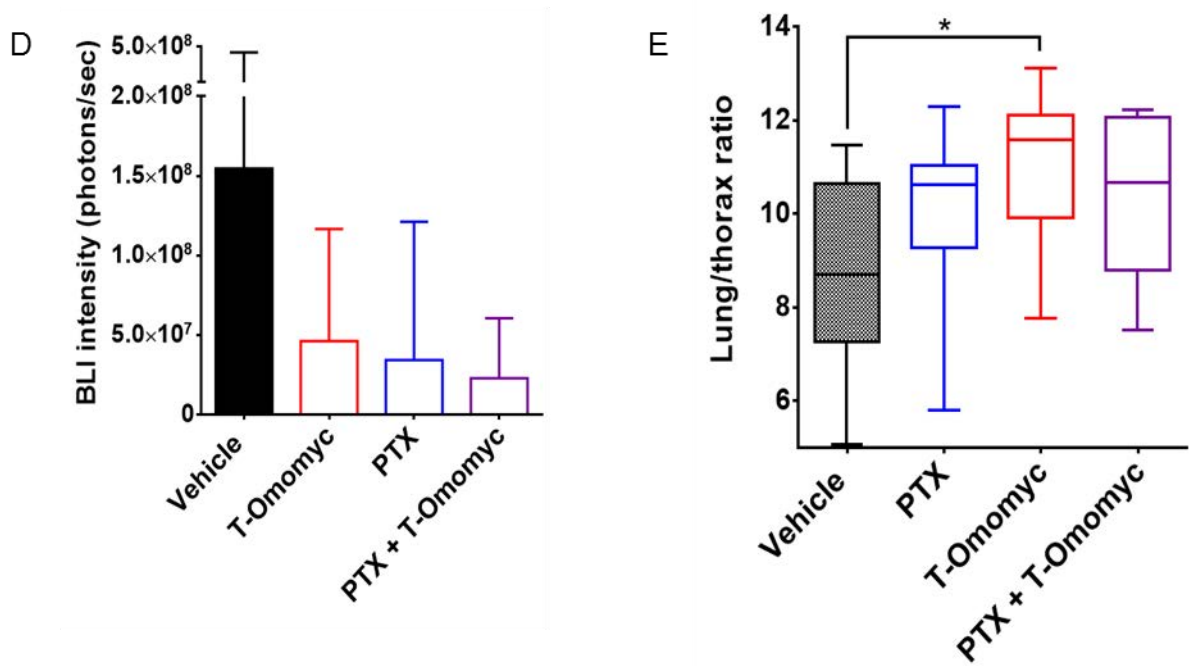 D
BLI intensity (photons/sec)
5.0×10⁸
2.0×10⁸
1.5×10⁸
1.0×10⁸
5.0×10⁷
0
Vehicle
T-Omomyc
PTX
PTX + T-Omomyc
E
Lung/thorax ratio
14
12
10
8
6
*
Vehicle
PTX
T-Omomyc
PTX + T-Omomyc